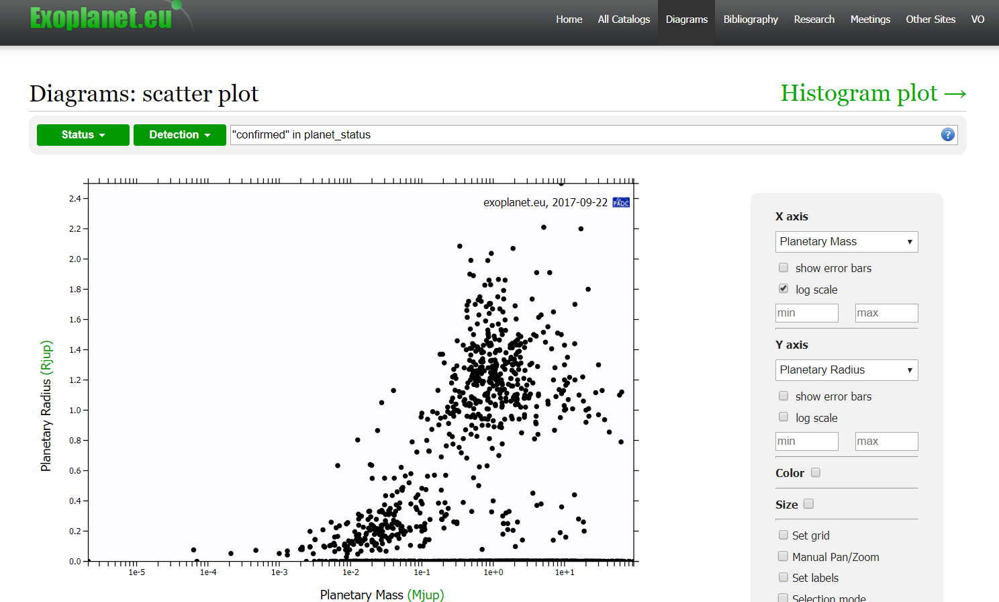 Exoplanet.eu
Home All Catalogs Diagrams Bibliography Research Meetings Other Sites VO
Diagrams: scatter plot
Histogram plot →
Status Detection "confirmed" in planet_status ?
exoplanet.eu, 2017-09-22 PADC
2.4
2.2
2.0
1.8
1.6
1.4
1.2
1.0
0.8
0.6
0.4
0.2
0.0
Planetary Radius (Rjup)
1e-5 1e-4 1e-3 1e-2 1e-1 1e+0 1e+1
Planetary Mass (Mjup)
X axis
Planetary Mass
show error bars
log scale
min max
Y axis
Planetary Radius
show error bars
log scale
min max
Color
Size
Set grid
Manual Pan/Zoom
Set labels
Selection mode